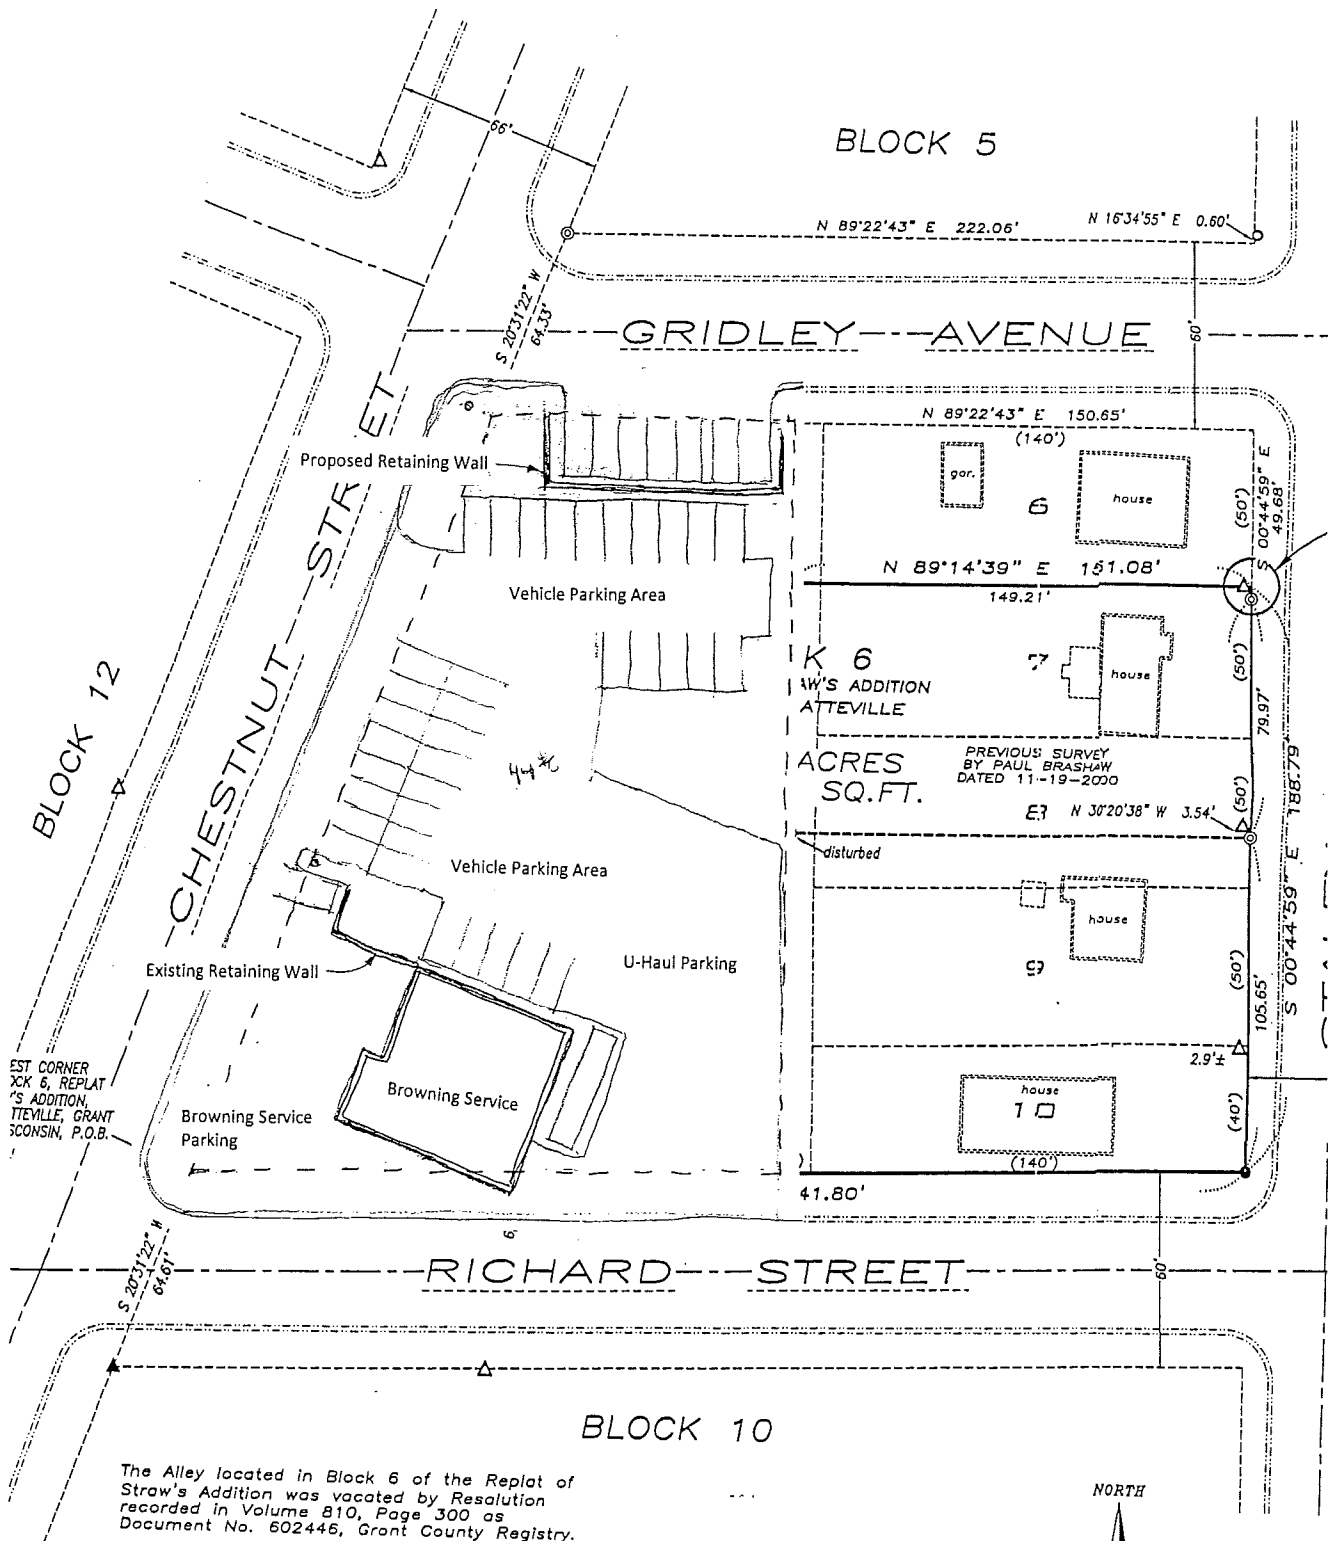 BLOCK 5
66'
N 89°22'43" E 222.06'
N 16°34'55" E 0.60'
S 20°31'22" W
64.33'
GRIDLEY AVENUE
60'
N 89°22'43" E 150.65'
(140')
Proposed Retaining Wall
gar.
house
6
(50')
S 00°44'59" E
49.68'
N 89°14'39" E 151.08'
149.21'
Vehicle Parking Area
CHESTNUT STREET
BLOCK 12
K 6
AW'S ADDITION
ATTEVILLE
7
house
(50')
79.97'
ACRES
SQ.FT.
PREVIOUS SURVEY
BY PAUL BRASHAW
DATED 11-19-2000
8
N 30°20'38" W 3.54'
(50')
S 00°44'59" E 188.79'
disturbed
Vehicle Parking Area
house
9
(50')
105.65'
Existing Retaining Wall
U-Haul Parking
2.9'±
EST CORNER
OCK 6, REPLAT
'S ADDITION,
TTEVILLE, GRANT
SCONSIN, P.O.B.
Browning Service
Browning Service
Parking
house
10
(40')
(140')
41.80'
S 20°31'22" W
64.61'
RICHARD STREET
60'
BLOCK 10
The Alley located in Block 6 of the Replat of
Straw's Addition was vacated by Resolution
recorded in Volume 810, Page 300 as
Document No. 602446, Grant County Registry.
NORTH